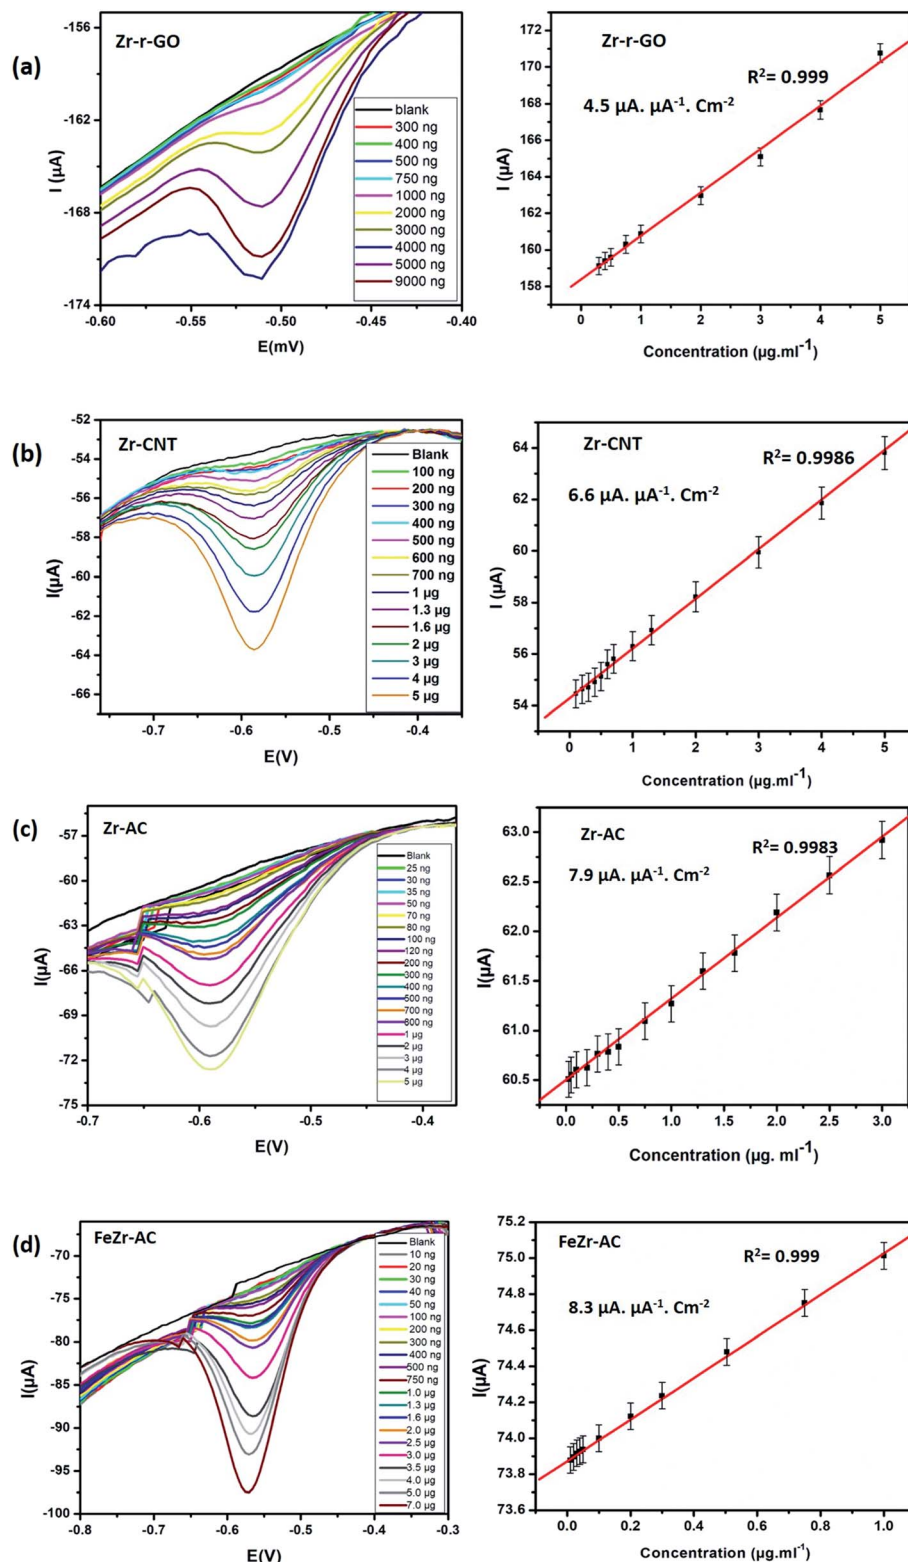 (a)
Zr-r-GO
-156
-162
-168
-174
I (µA)
-0.60
-0.55
-0.50
-0.45
-0.40
E(mV)
blank
300 ng
400 ng
500 ng
750 ng
1000 ng
2000 ng
3000 ng
4000 ng
5000 ng
9000 ng
Zr-r-GO
R²= 0.999
4.5 µA. µA⁻¹. Cm⁻²
172
170
168
166
164
162
160
158
I (µA)
0
1
2
3
4
5
Concentration (µg.ml⁻¹)
(b)
Zr-CNT
-52
-54
-57
-58
-60
-62
-64
-66
I(µA)
-0.7
-0.6
-0.5
-0.4
E(V)
Blank
100 ng
200 ng
300 ng
400 ng
500 ng
600 ng
700 ng
1 µg
1.3 µg
1.6 µg
2 µg
3 µg
4 µg
5 µg
Zr-CNT
R²= 0.9986
6.6 µA. µA⁻¹. Cm⁻²
64
62
60
58
56
54
I (µA)
0
1
2
3
4
5
Concentration (µg.ml⁻¹)
(c)
Zr-AC
-57
-60
-63
-66
-69
-72
-75
I(µA)
-0.7
-0.6
-0.5
-0.4
E(V)
Blank
25 ng
30 ng
35 ng
50 ng
70 ng
80 ng
100 ng
120 ng
200 ng
300 ng
400 ng
500 ng
700 ng
800 ng
1 µg
2 µg
3 µg
4 µg
5 µg
Zr-AC
R²= 0.9983
7.9 µA. µA⁻¹. Cm⁻²
63.0
62.5
62.0
61.5
61.0
60.5
I(µA)
0.0
0.5
1.0
1.5
2.0
2.5
3.0
Concentration (µg. ml⁻¹)
(d)
FeZr-AC
-70
-75
-80
-85
-90
-95
-100
I(µA)
-0.8
-0.7
-0.6
-0.5
-0.4
-0.3
E(V)
Blank
10 ng
20 ng
30 ng
40 ng
50 ng
100 ng
200 ng
300 ng
400 ng
500 ng
750 ng
1.0 µg
1.3 µg
1.6 µg
2.0 µg
2.5 µg
3.0 µg
3.5 µg
4.0 µg
5.0 µg
7.0 µg
FeZr-AC
R²= 0.999
8.3 µA. µA⁻¹. Cm⁻²
75.2
75.0
74.8
74.6
74.4
74.2
74.0
73.8
73.6
I(µA)
0.0
0.2
0.4
0.6
0.8
1.0
Concentration (µg.ml⁻¹)